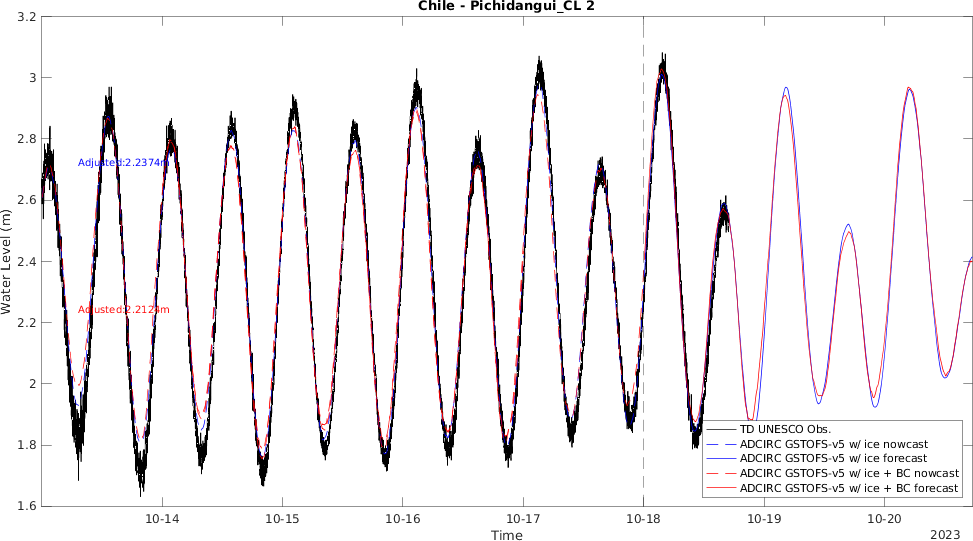 Chile - Pichidangui_CL 2
3.2
3
2.8
2.6
2.4
2.2
2
1.8
1.6
Water Level (m)
Adjusted:2.2374m
Adjusted:2.2124m
TD UNESCO Obs.
ADCIRC GSTOFS-v5 w/ ice nowcast
ADCIRC GSTOFS-v5 w/ ice forecast
ADCIRC GSTOFS-v5 w/ ice + BC nowcast
ADCIRC GSTOFS-v5 w/ ice + BC forecast
10-14 10-15 10-16 10-17 10-18 10-19 10-20
Time
2023